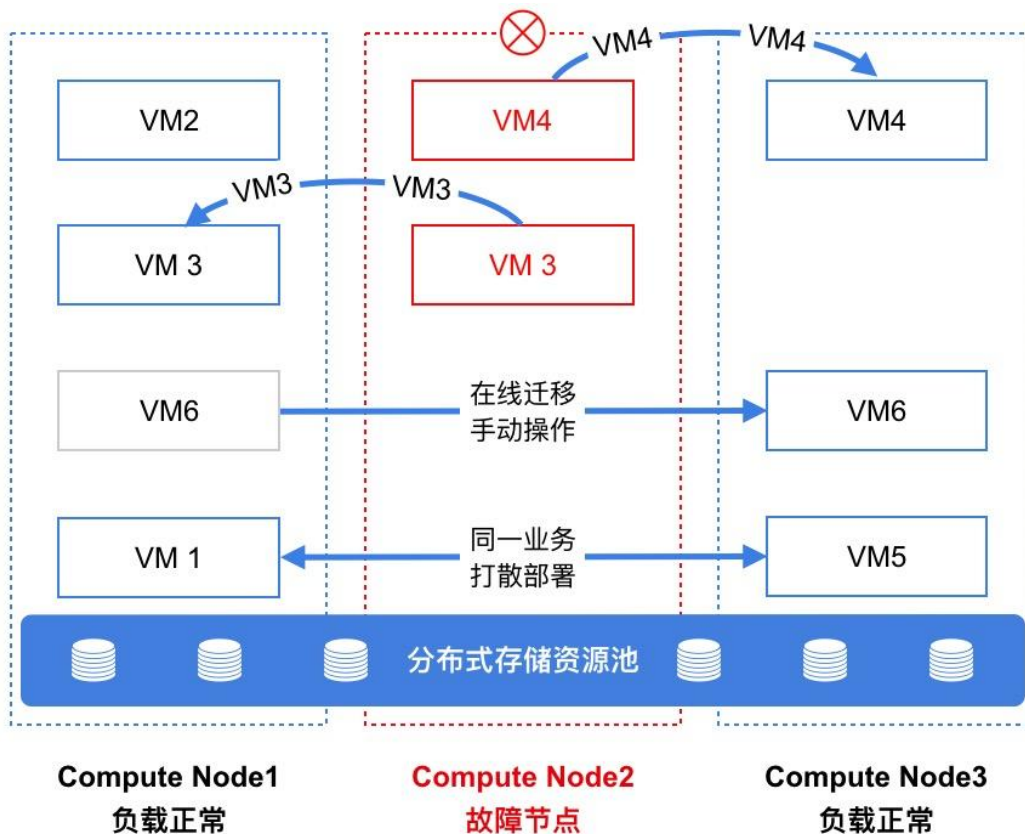 VM4 VM4
VM2 VM4 VM4
VM3 VM3
VM 3 VM 3
VM6 在线迁移 VM6
手动操作
VM 1 同一业务 VM5
打散部署
分布式存储资源池
Compute Node1 Compute Node2 Compute Node3
负载正常 故障节点 负载正常